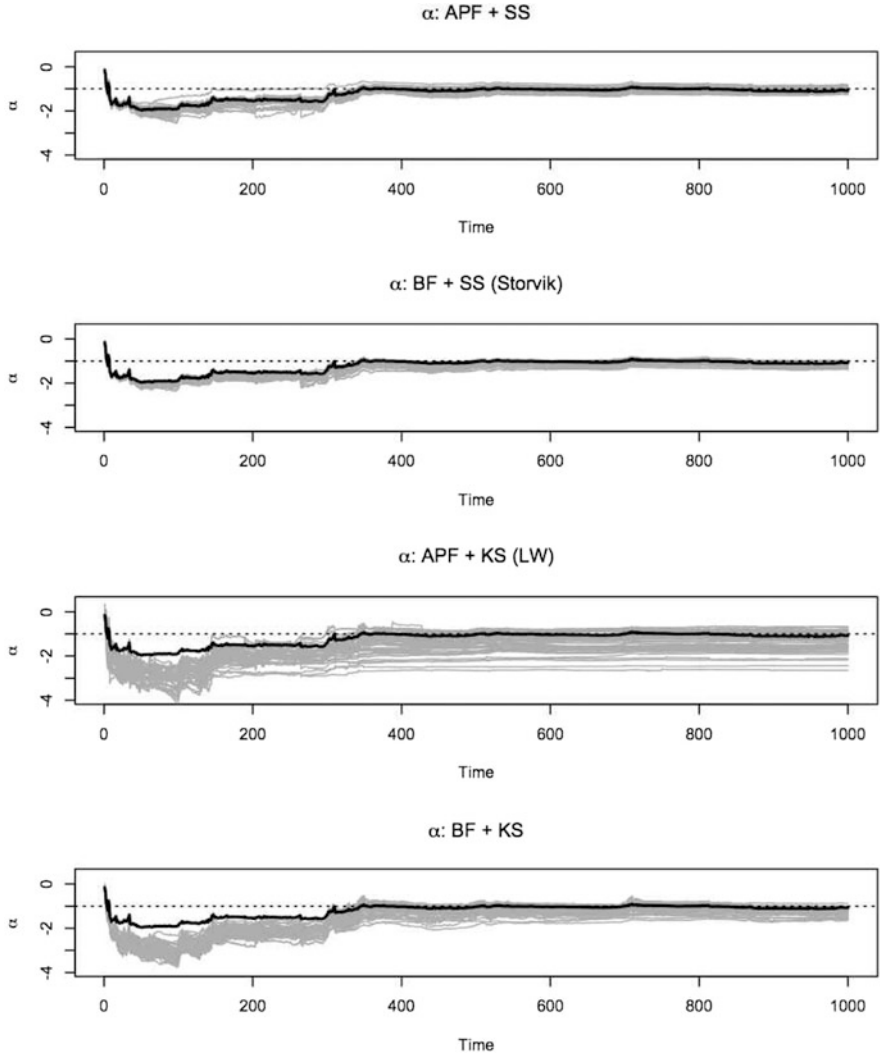 α: APF + SS
0
-2
-4
α
0 200 400 600 800 1000
Time
α: BF + SS (Storvik)
0
-2
-4
α
0 200 400 600 800 1000
Time
α: APF + KS (LW)
0
-2
-4
α
0 200 400 600 800 1000
Time
α: BF + KS
0
-2
-4
α
0 200 400 600 800 1000
Time